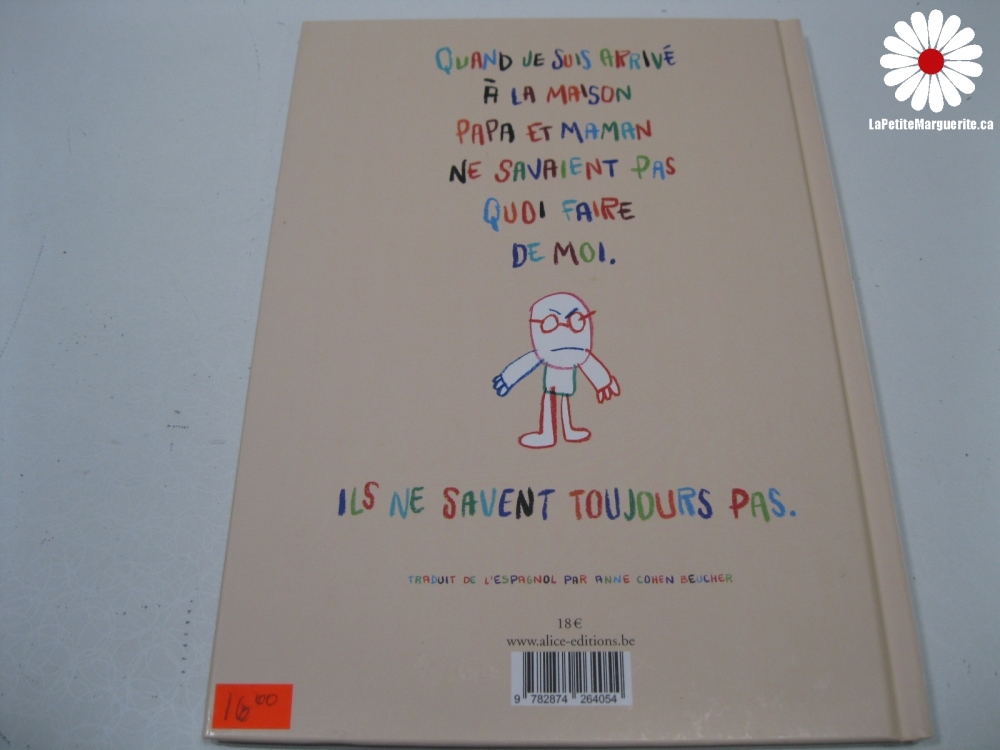 QUAND JE SUIS ARRIVÉ
À LA MAISON
PAPA ET MAMAN
NE SAVAIENT PAS
QUOI FAIRE
DE MOI.
ILS NE SAVENT TOUJOURS PAS.
TRADUIT DE L'ESPAGNOL PAR ANNE COHEN BEUCHER
18 €
www.alice-editions.be
9 782874 264054
16 00
LaPetiteMarguerite.ca